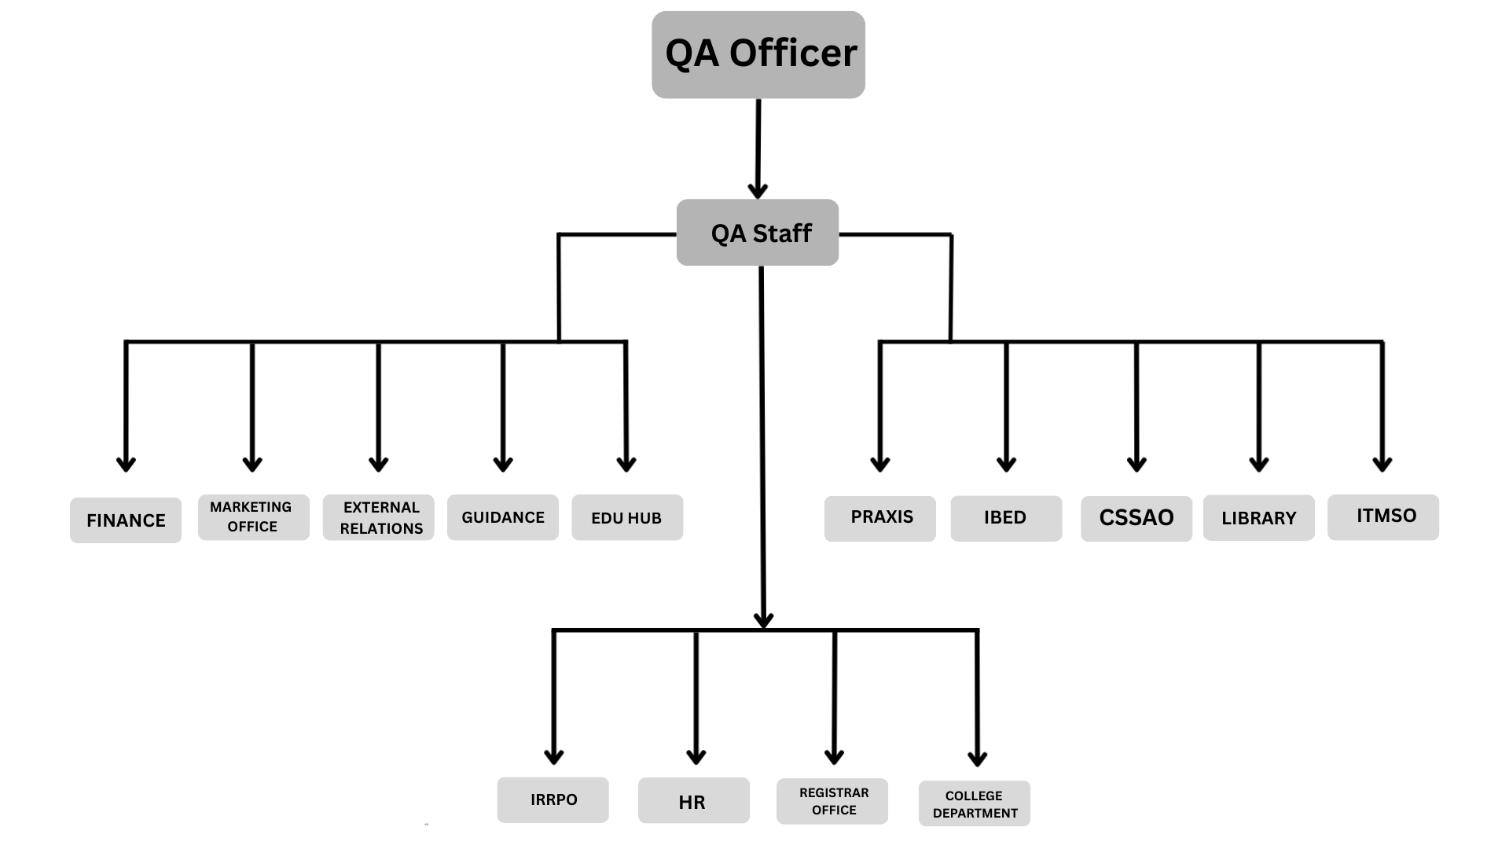 QA Officer
QA Staff
FINANCE
MARKETING
OFFICE
EXTERNAL
RELATIONS
GUIDANCE
EDU HUB
PRAXIS
IBED
CSSAO
LIBRARY
ITMSO
IRRPO
HR
REGISTRAR
OFFICE
COLLEGE
DEPARTMENT